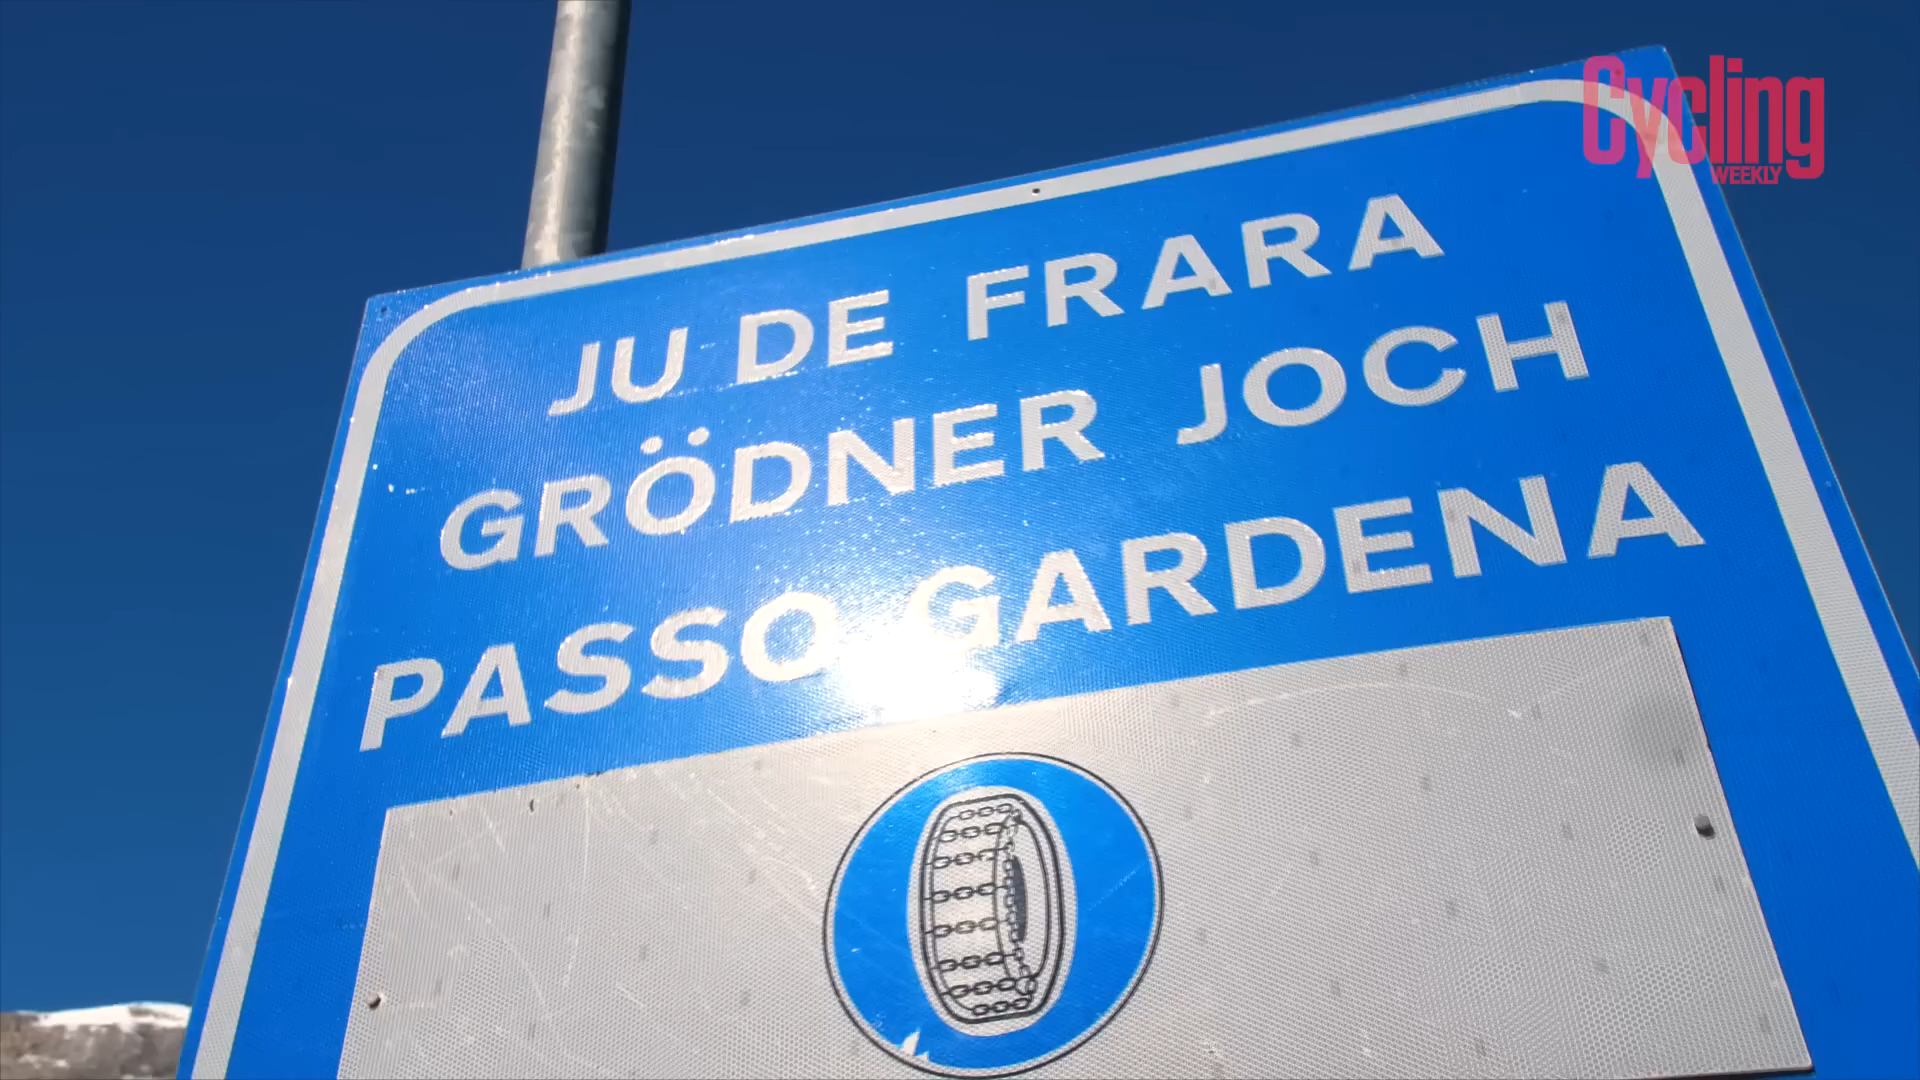 Cycling
WEEKLY
JU DE FRARA
GRÖDNER JOCH
PASSO GARDENA